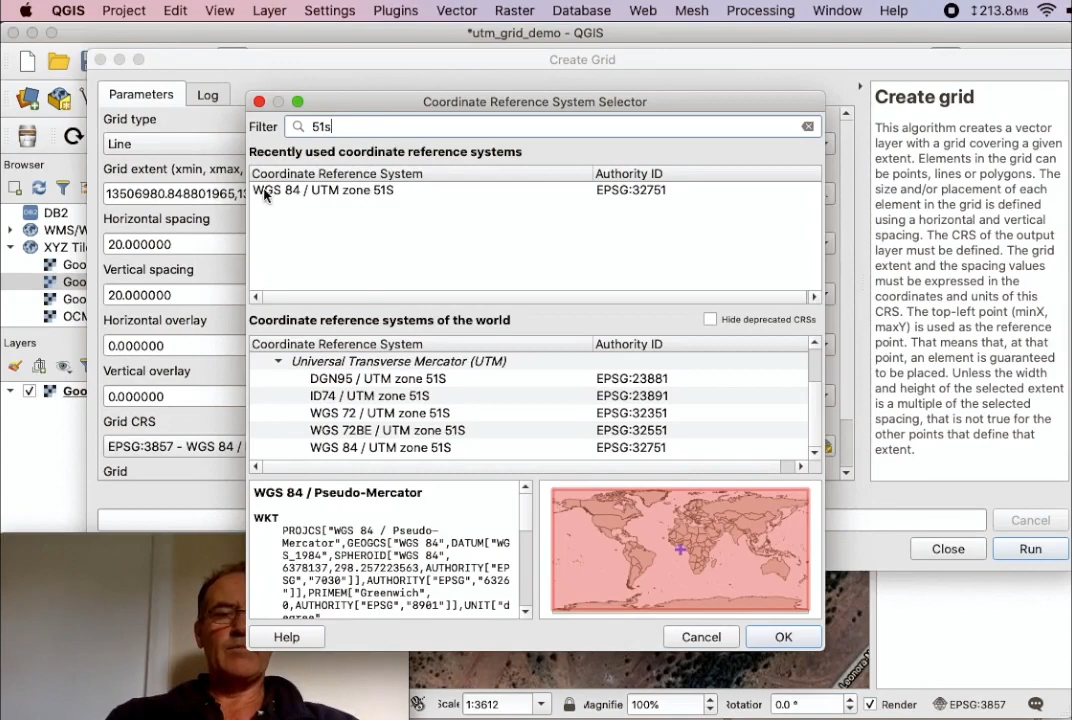 QGIS Project Edit View Layer Settings Plugins Vector Raster Database Web Mesh Processing Window Help 213.8MB
*utm_grid_demo - QGIS
Create Grid
Parameters Log
Grid type
Line
Grid extent (xmin, xmax,
13506980.848801965,1
Horizontal spacing
20.000000
Vertical spacing
20.000000
Horizontal overlay
0.000000
Vertical overlay
0.000000
Grid CRS
EPSG:3857 - WGS 84 /
Grid
Browser
DB2
WMS/W
XYZ Til
Goo
Goo
Goo
OCM
Layers
Goo
Coordinate Reference System Selector
Filter 51s
Recently used coordinate reference systems
Coordinate Reference System Authority ID
WGS 84 / UTM zone 51S EPSG:32751
Coordinate reference systems of the world
Hide deprecated CRSs
Coordinate Reference System Authority ID
Universal Transverse Mercator (UTM)
DGN95 / UTM zone 51S EPSG:23881
ID74 / UTM zone 51S EPSG:23891
WGS 72 / UTM zone 51S EPSG:32351
WGS 72BE / UTM zone 51S EPSG:32551
WGS 84 / UTM zone 51S EPSG:32751
WGS 84 / Pseudo-Mercator
WKT
PROJCS["WGS 84 / Pseudo-
Mercator",GEOGCS["WGS 84",DATUM["WG
S_1984",SPHEROID["WGS 84",
6378137,298.257223563,AUTHORITY["EP
SG","7030"]],AUTHORITY["EPSG","6326
"]],PRIMEM["Greenwich",
0,AUTHORITY["EPSG","8901"]],UNIT["d
egree"
Help Cancel OK
Create grid
This algorithm creates a vector
layer with a grid covering a given
extent. Elements in the grid can
be points, lines or polygons. The
size and/or placement of each
element in the grid is defined
using a horizontal and vertical
spacing. The CRS of the output
layer must be defined. The grid
extent and the spacing values
must be expressed in the
coordinates and units of this
CRS. The top-left point (minX,
maxY) is used as the reference
point. That means that, at that
point, an element is guaranteed
to be placed. Unless the width
and height of the selected extent
is a multiple of the selected
spacing, that is not true for the
other points that define that
extent.
Cancel
Close Run
Leonora
Scale 1:3612 Magnifie 100% Rotation 0.0 ° Render EPSG:3857